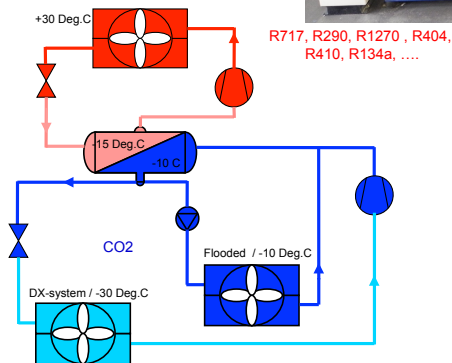 +30 Deg.C
R717, R290, R1270 , R404,
R410, R134a, ....
-15 Deg.C
-10 C
CO2
Flooded / -10 Deg.C
DX-system / -30 Deg.C